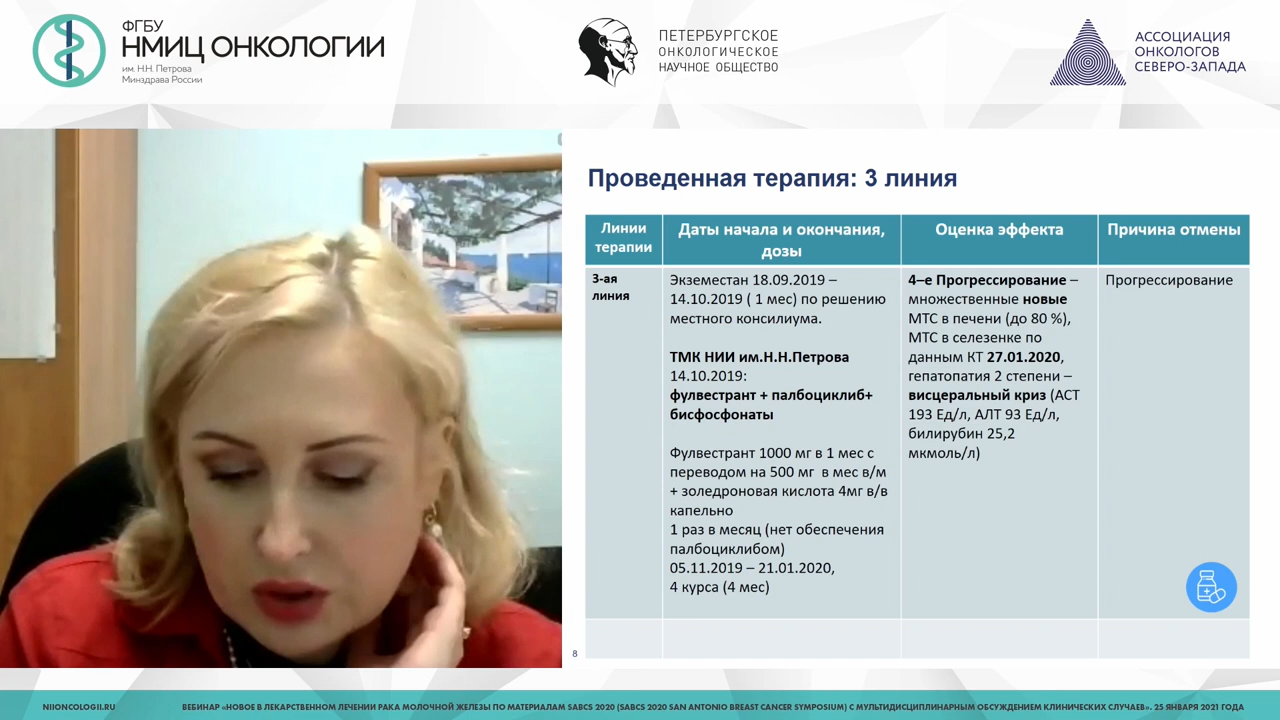 ФГБУ
НМИЦ ОНКОЛОГИИ
им. Н.Н. Петрова
Минздрава России
ПЕТЕРБУРГСКОЕ
ОНКОЛОГИЧЕСКОЕ
НАУЧНОЕ ОБЩЕСТВО
АССОЦИАЦИЯ
ОНКОЛОГОВ
СЕВЕРО-ЗАПАДА
Проведенная терапия: 3 линия
Линии
терапии
Даты начала и окончания,
дозы
Оценка эффекта
Причина отмены
3-ая
линия
Экземестан 18.09.2019 –
14.10.2019 ( 1 мес) по решению
местного консилиума.
ТМК НИИ им.Н.Н.Петрова
14.10.2019:
фулвестрант + палбоциклиб+
бисфосфонаты
Фулвестрант 1000 мг в 1 мес с
переводом на 500 мг в мес в/м
+ золедроновая кислота 4мг в/в
капельно
1 раз в месяц (нет обеспечения
палбоциклибом)
05.11.2019 – 21.01.2020,
4 курса (4 мес)
4–е Прогрессирование –
множественные новые
МТС в печени (до 80 %),
МТС в селезенке по
данным КТ 27.01.2020,
гепатопатия 2 степени –
висцеральный криз (АСТ
193 Ед/л, АЛТ 93 Ед/л,
билирубин 25,2
мкмоль/л)
Прогрессирование
8
NIIONCOLOGII.RU
ВЕБИНАР «НОВОЕ В ЛЕКАРСТВЕННОМ ЛЕЧЕНИИ РАКА МОЛОЧНОЙ ЖЕЛЕЗЫ ПО МАТЕРИАЛАМ SABCS 2020 (SABCS 2020 SAN ANTONIO BREAST CANCER SYMPOSIUM) С МУЛЬТИДИСЦИПЛИНАРНЫМ ОБСУЖДЕНИЕМ КЛИНИЧЕСКИХ СЛУЧАЕВ». 25 ЯНВАРЯ 2021 ГОДА